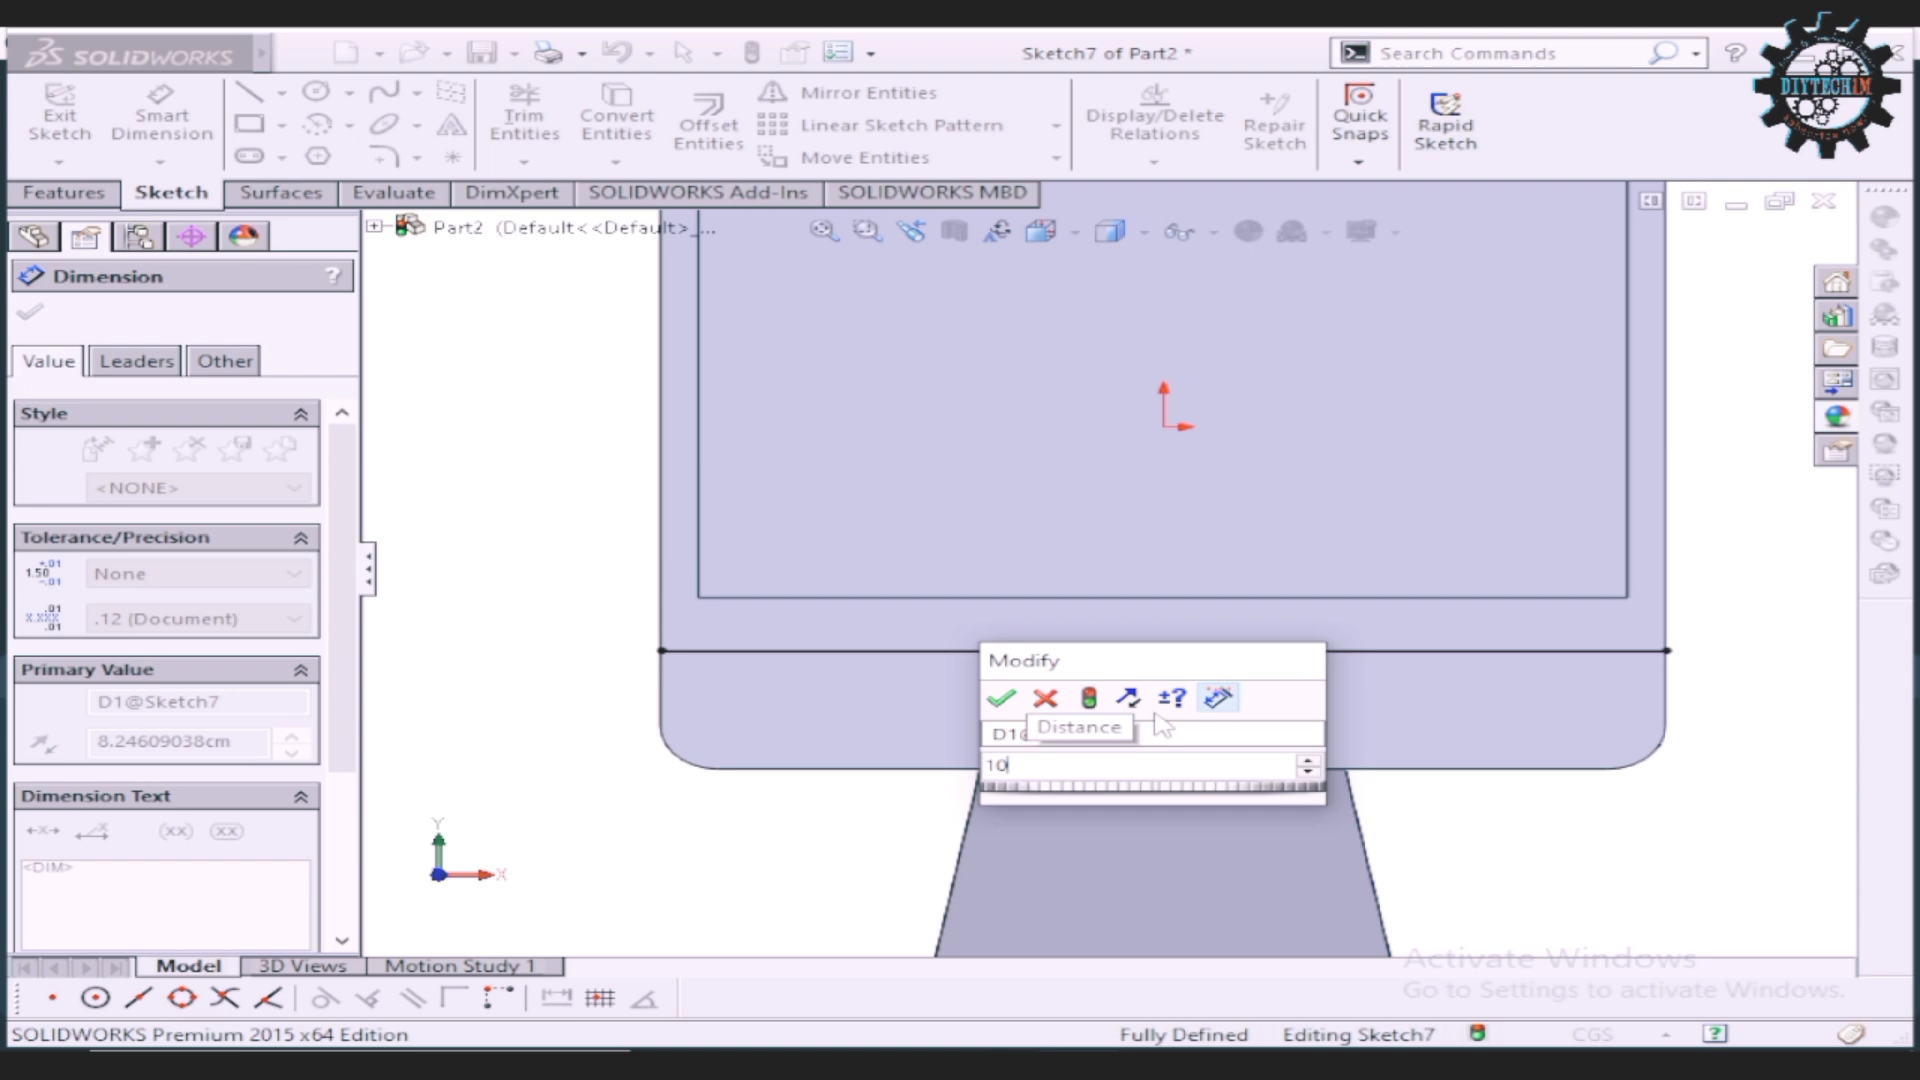 SOLIDWORKS
Sketch7 of Part2 *
Search Commands
DIYTECH1M
Exit Sketch
Smart Dimension
Trim Entities
Convert Entities
Offset Entities
Mirror Entities
Linear Sketch Pattern
Move Entities
Display/Delete Relations
Repair Sketch
Quick Snaps
Rapid Sketch
Features
Sketch
Surfaces
Evaluate
DimXpert
SOLIDWORKS Add-Ins
SOLIDWORKS MBD
Part2 (Default<<Default>_...
Dimension
?
Value
Leaders
Other
Style
<NONE>
Tolerance/Precision
None
.12 (Document)
Primary Value
D1@Sketch7
8.24609038cm
Dimension Text
(xx) (xx)
<DIM>
Modify
±?
D1@
Distance
10
Y
X
Model
3D Views
Motion Study 1
Activate Windows
Go to Settings to activate Windows.
SOLIDWORKS Premium 2015 x64 Edition
Fully Defined
Editing Sketch7
CGS
?